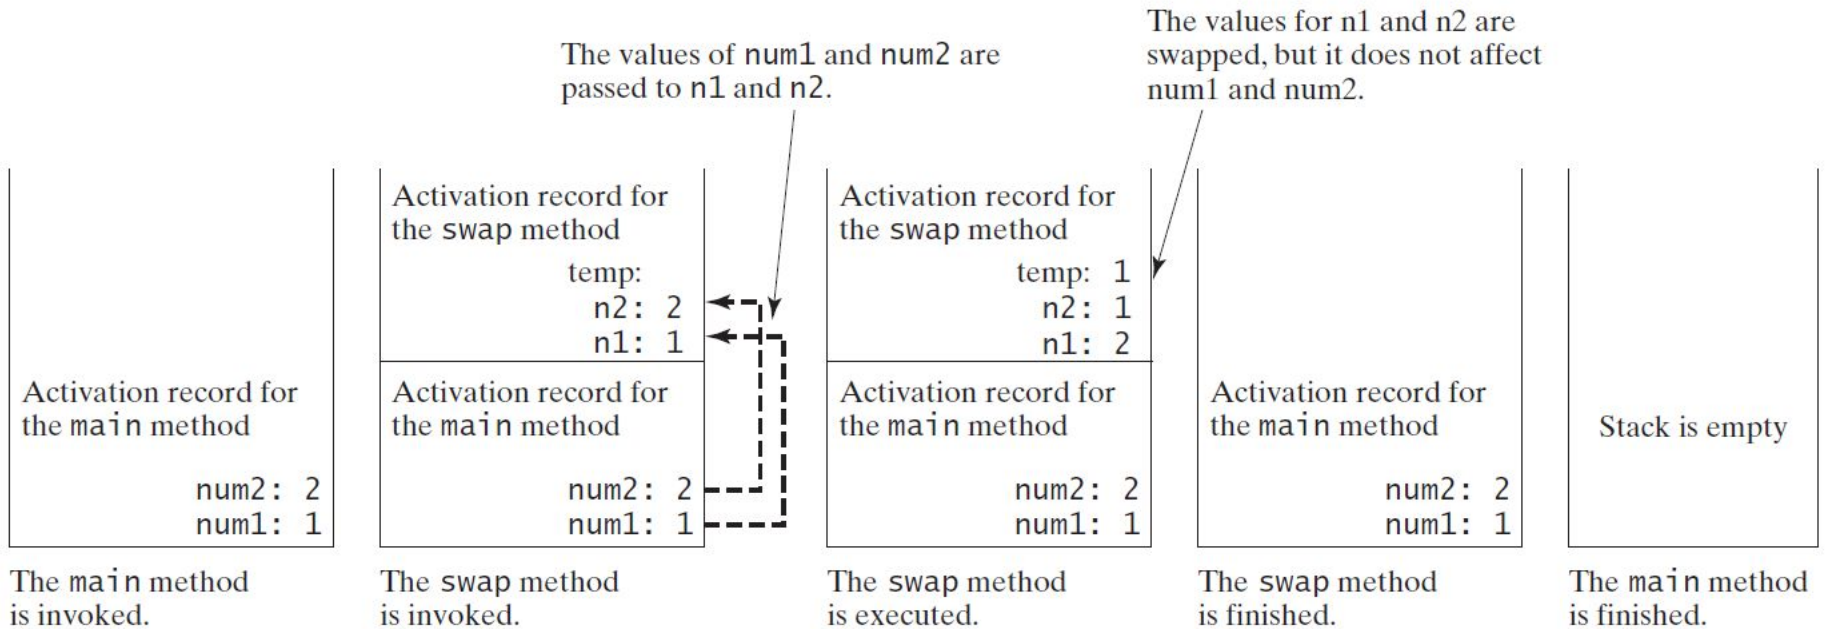 The values of num1 and num2 are
passed to n1 and n2.
The values for n1 and n2 are
swapped, but it does not affect
num1 and num2.
Activation record for
the main method
num2: 2
num1: 1
The main method
is invoked.
Activation record for
the swap method
temp:
n2: 2
n1: 1
Activation record for
the main method
num2: 2
num1: 1
The swap method
is invoked.
Activation record for
the swap method
temp: 1
n2: 1
n1: 2
Activation record for
the main method
num2: 2
num1: 1
The swap method
is executed.
Activation record for
the main method
num2: 2
num1: 1
The swap method
is finished.
Stack is empty
The main method
is finished.